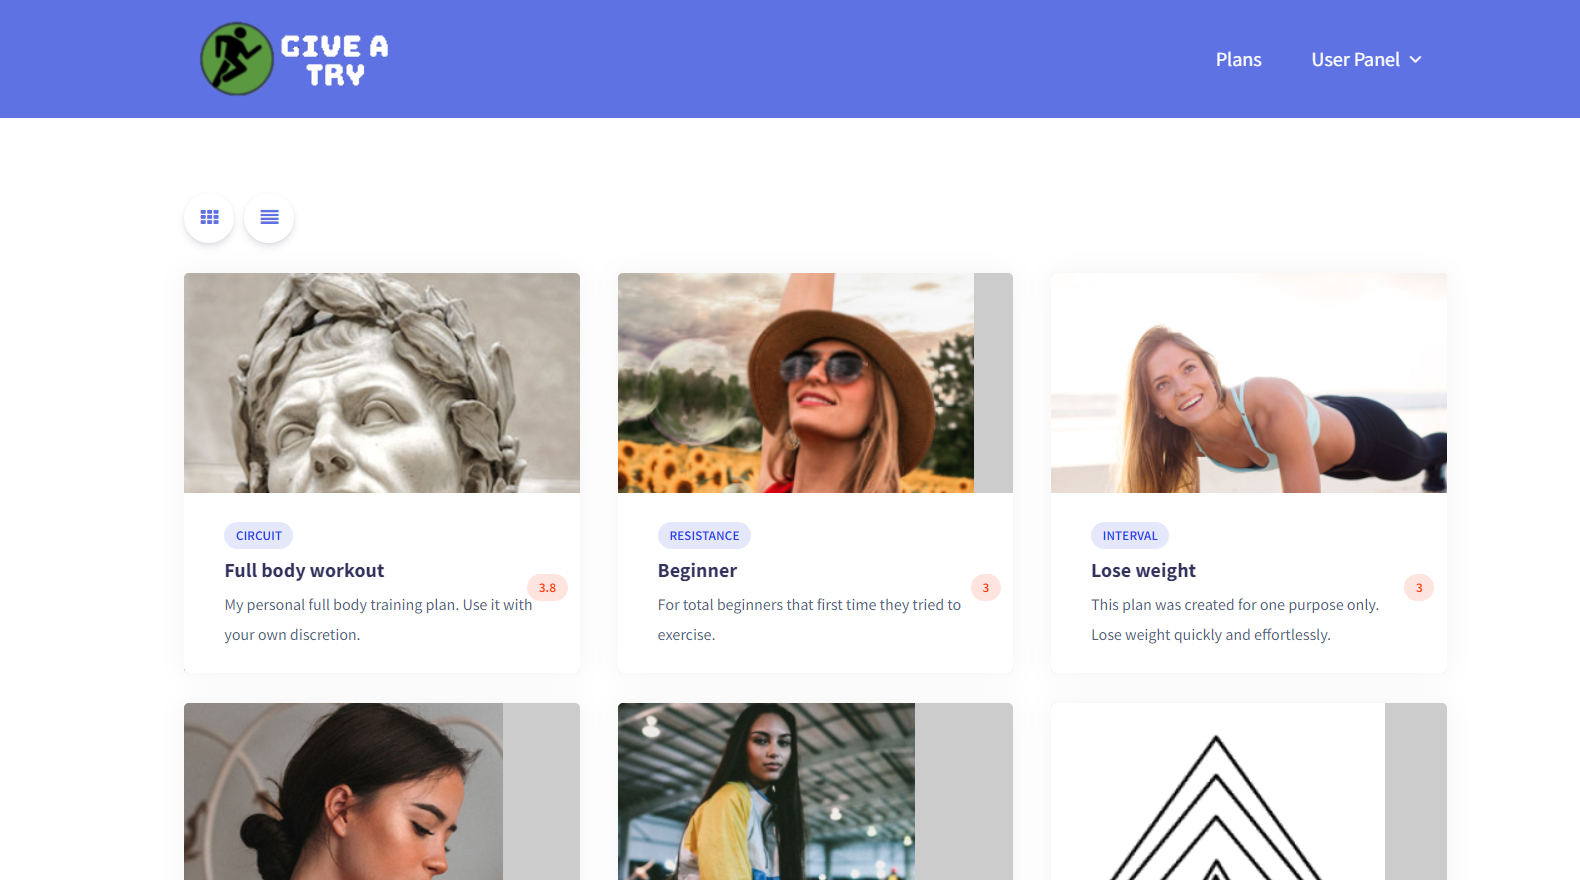 GIVE A
TRY
Plans
User Panel
CIRCUIT
Full body workout
3.8
My personal full body training plan. Use it with
your own discretion.
RESISTANCE
Beginner
3
For total beginners that first time they tried to
exercise.
INTERVAL
Lose weight
3
This plan was created for one purpose only.
Lose weight quickly and effortlessly.